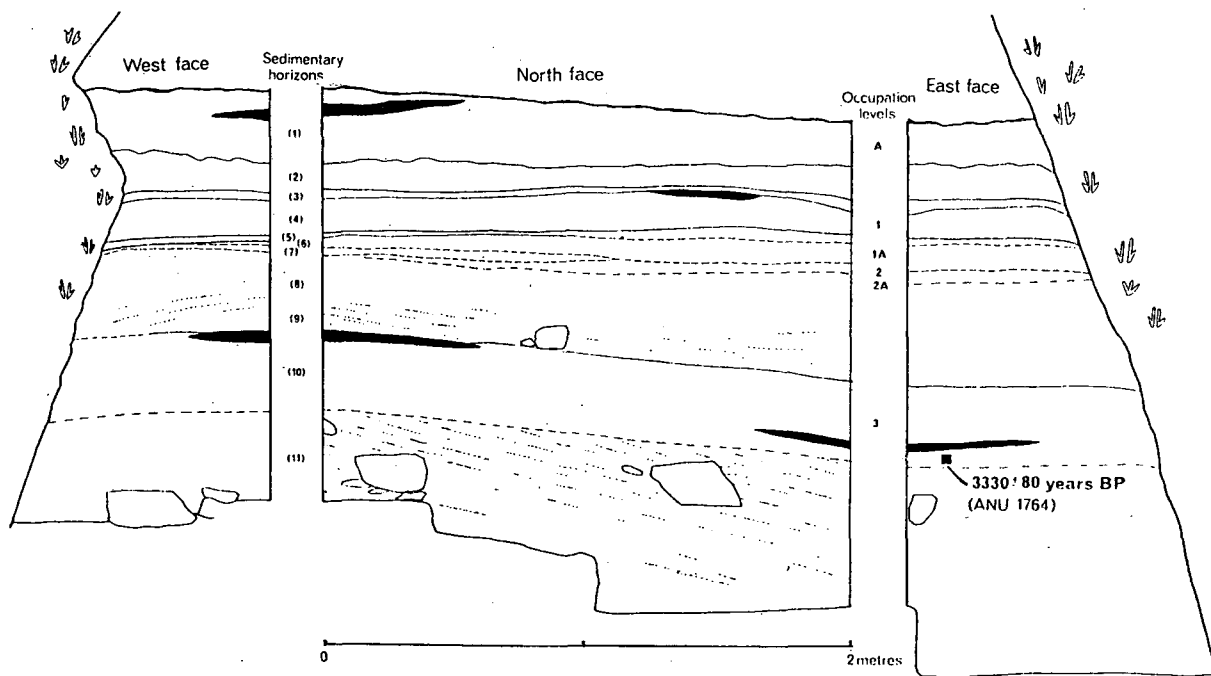 West face
Sedimentary
horizons
North face
Occupation
levels
East face
(1)
(2)
(3)
(4)
(5)
(6)
(7)
(8)
(9)
(10)
(11)
A
1
1A
2
2A
3
3330 ± 80 years BP
(ANU 1764)
0
2 metres